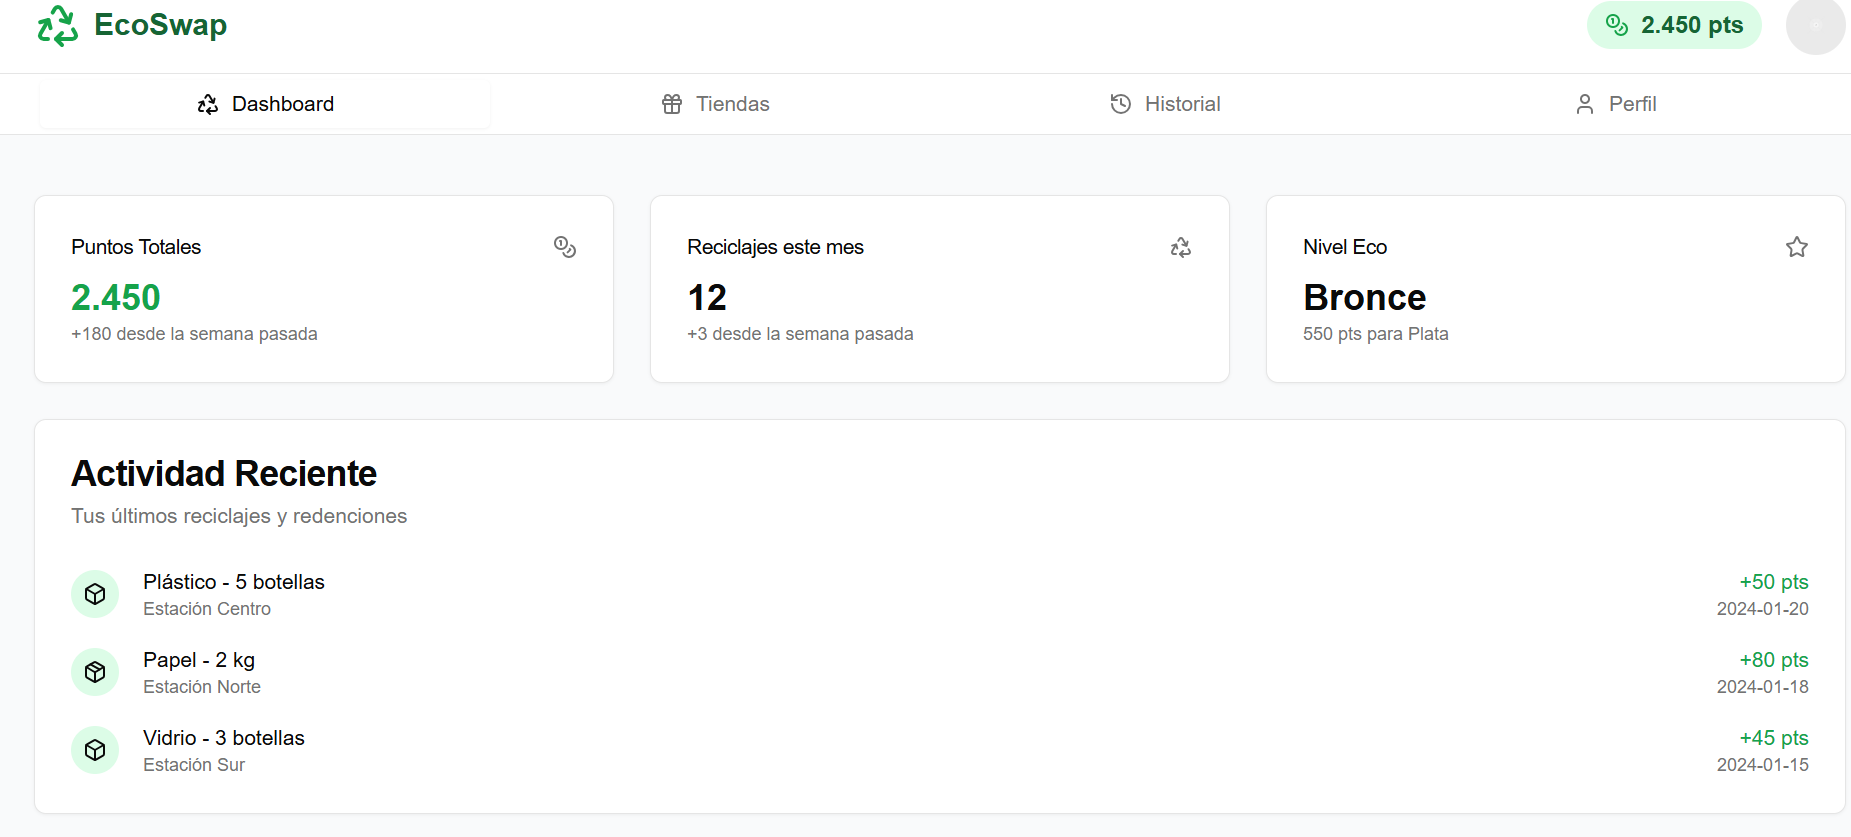 EcoSwap
2.450 pts
Dashboard
Tiendas
Historial
Perfil
Puntos Totales
2.450
+180 desde la semana pasada
Reciclajes este mes
12
+3 desde la semana pasada
Nivel Eco
Bronce
550 pts para Plata
Actividad Reciente
Tus últimos reciclajes y redenciones
Plástico - 5 botellas
+50 pts
Estación Centro
2024-01-20
Papel - 2 kg
+80 pts
Estación Norte
2024-01-18
Vidrio - 3 botellas
+45 pts
Estación Sur
2024-01-15